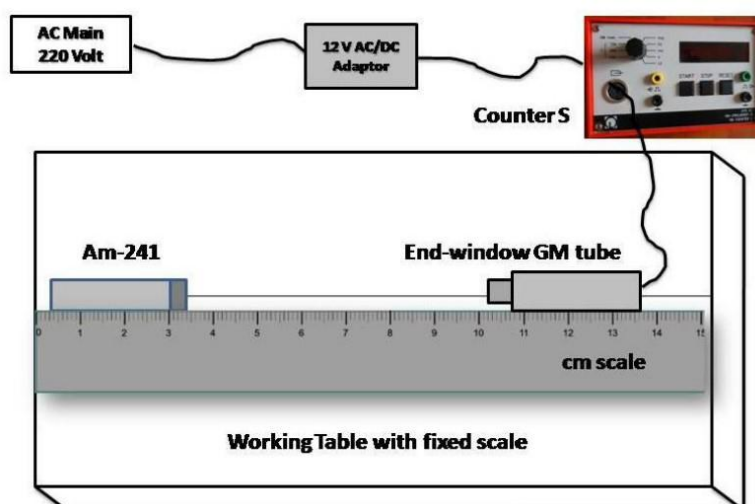 AC Main
220 Volt
12 V AC/DC
Adaptor
START STOP RESET
Counter S
Am-241
End-window GM tube
0 1 2 3 4 5 6 7 8 9 10 11 12 13 14 15
cm scale
Working Table with fixed scale